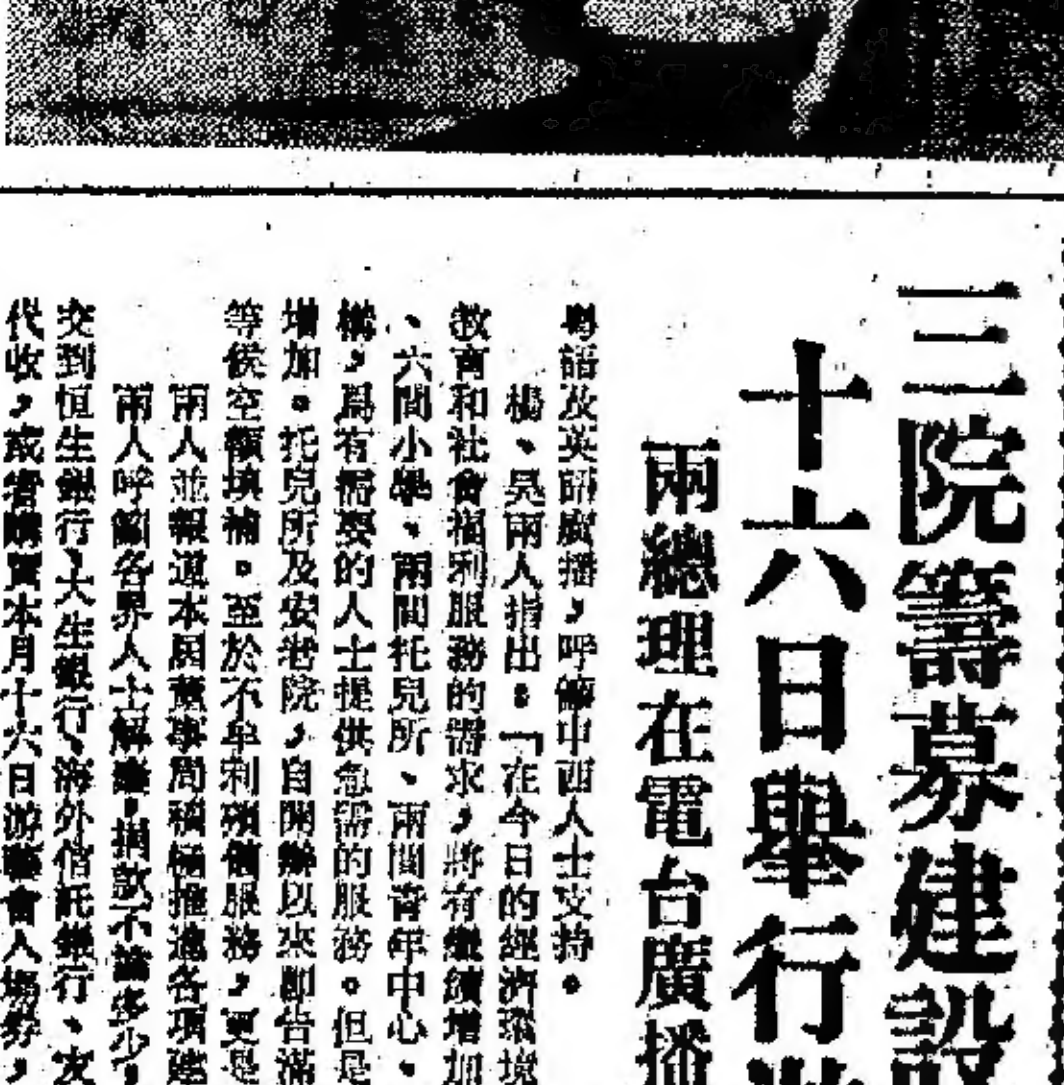 三院籌募建設
十六日舉行
兩總理在電台廣播
粵語及英語廣播，呼籲中西人士支持。
楊、吳兩人指出：「在今日的經濟環境
教育和社會福利服務的需求，將有繼續增加
、六間小學、兩間托兒所、兩間青年中心、
構，爲有需要的人士提供急需的服務。但是
增加。托兒所及安老院，自開辦以來即告滿
等候空額填補。至於不牟利殯儀服務，更是
兩人並報道本屆董事局積極推進各項建
兩人呼籲各界人士解囊，捐款不論多少，
交到恒生銀行、大生銀行、海外信託銀行、友
代收，或者購買本月十六日游藝會入場券，